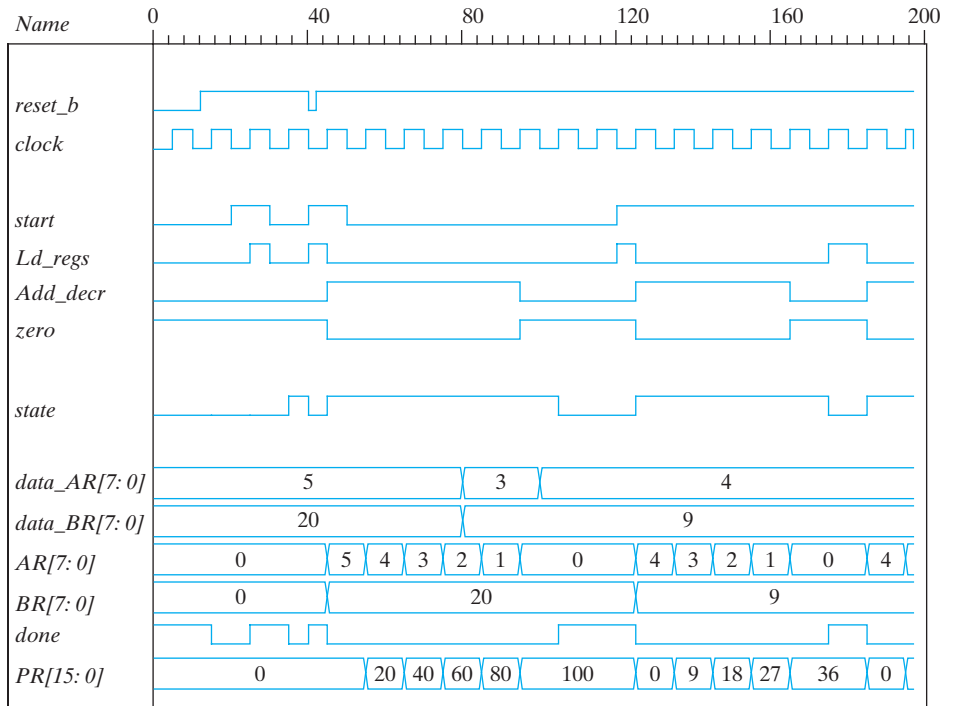 Name 0 40 80 120 160 200
reset_b
clock
start
Ld_regs
Add_decr
zero
state
data_AR[7: 0] 5 3 4
data_BR[7: 0] 20 9
AR[7: 0] 0 5 4 3 2 1 0 4 3 2 1 0 4
BR[7: 0] 0 20 9
done
PR[15: 0] 0 20 40 60 80 100 0 9 18 27 36 0